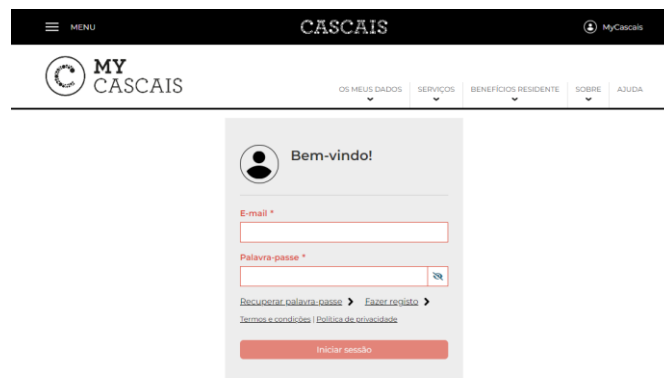 MENU CASCAIS MyCascais
MY
CASCAIS
OS MEUS DADOS SERVIÇOS BENEFÍCIOS RESIDENTE SOBRE AJUDA
Bem-vindo!
E-mail *
Palavra-passe *
Recuperar palavra-passe Fazer registo
Termos e condições | Política de privacidade
Iniciar sessão